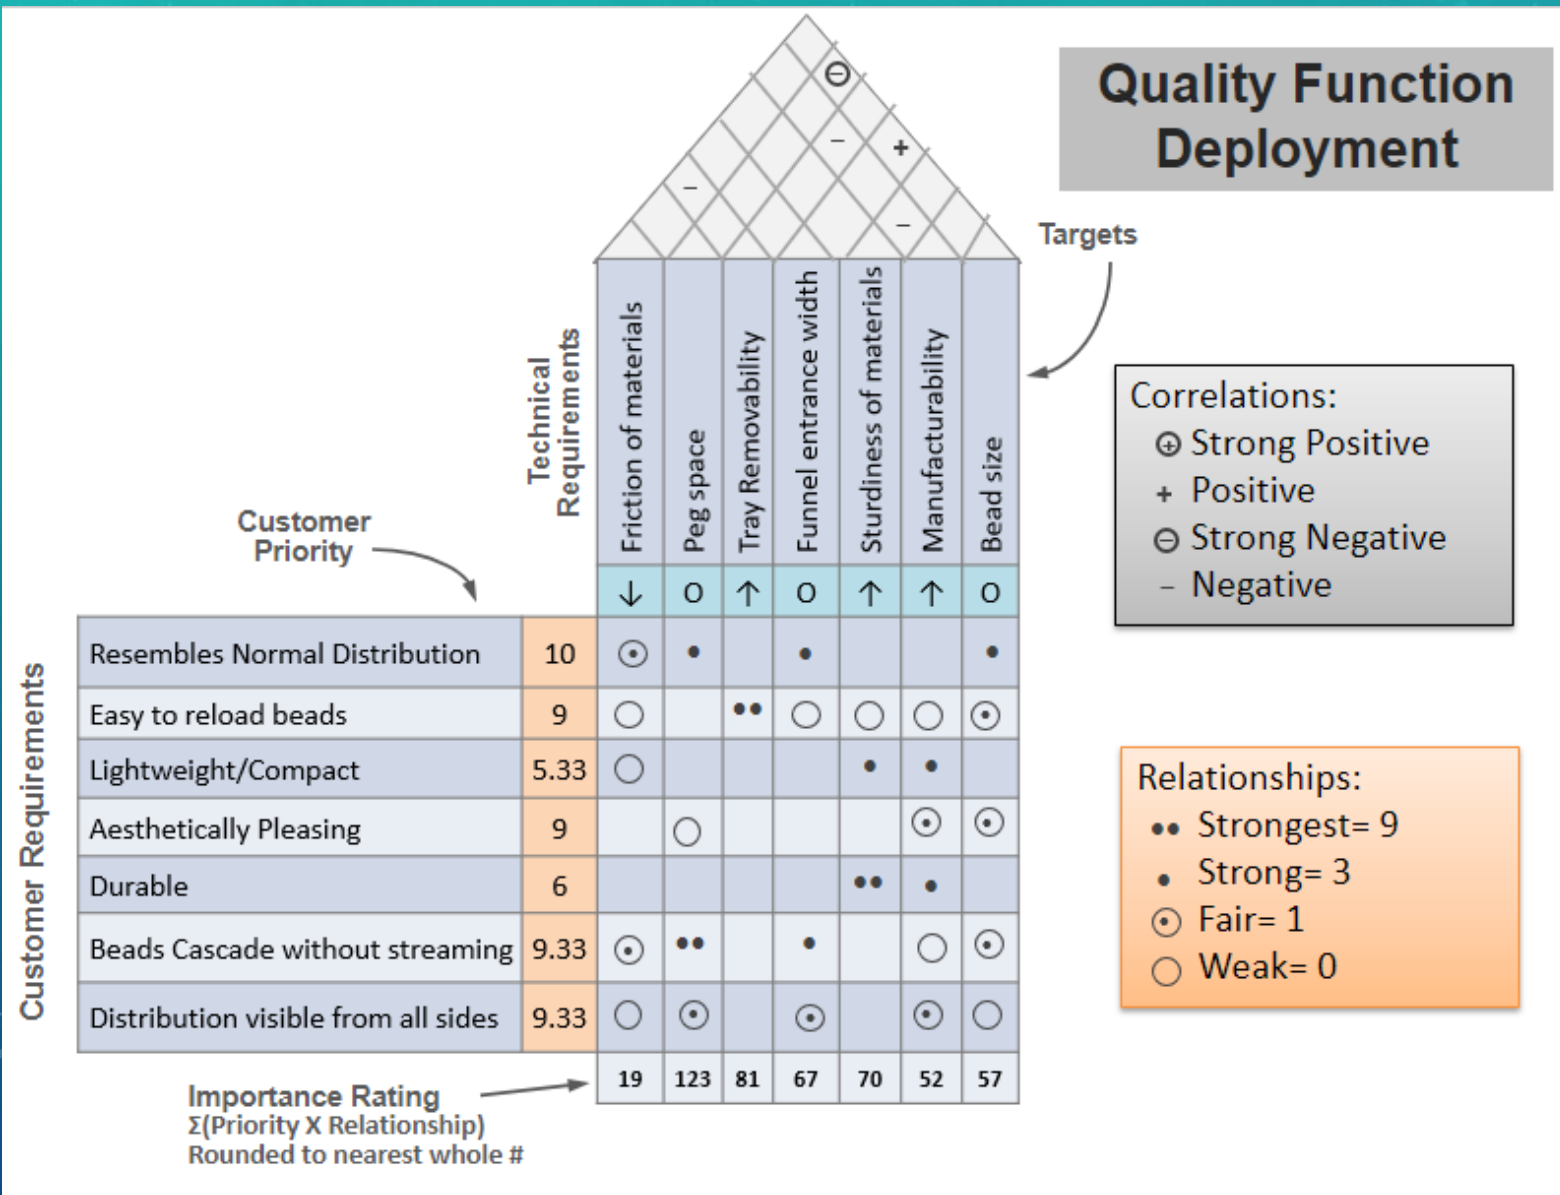 Quality Function
Deployment
Targets
Technical
Requirements
Friction of materials
Peg space
Tray Removability
Funnel entrance width
Sturdiness of materials
Manufacturability
Bead size
Correlations:
⊕ Strong Positive
+ Positive
⊖ Strong Negative
− Negative
Customer
Priority
↓ O ↑ O ↑ ↑ O
Customer Requirements
Resembles Normal Distribution 10
Easy to reload beads 9
Lightweight/Compact 5.33
Aesthetically Pleasing 9
Durable 6
Beads Cascade without streaming 9.33
Distribution visible from all sides 9.33
Relationships:
•• Strongest= 9
• Strong= 3
⊙ Fair= 1
○ Weak= 0
19 123 81 67 70 52 57
Importance Rating
Σ(Priority X Relationship)
Rounded to nearest whole #